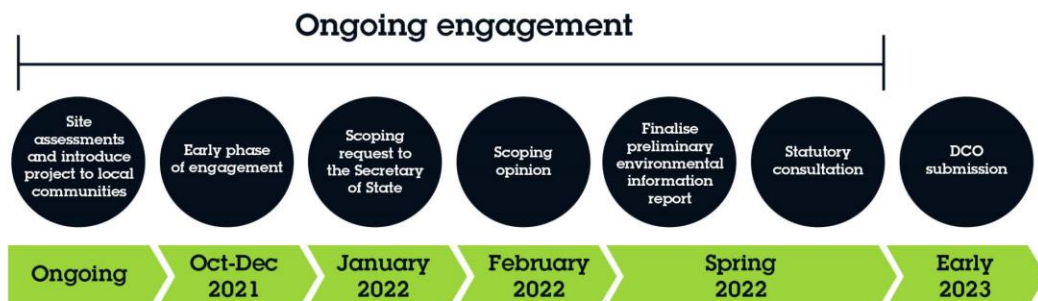 Ongoing engagement
Site
assessments
and introduce
project to local
communities
Early phase
of engagement
Scoping
request to
the Secretary
of State
Scoping
opinion
Finalise
preliminary
environmental
information
report
Statutory
consultation
DCO
submission
Ongoing
Oct-Dec
2021
January
2022
February
2022
Spring
2022
Early
2023